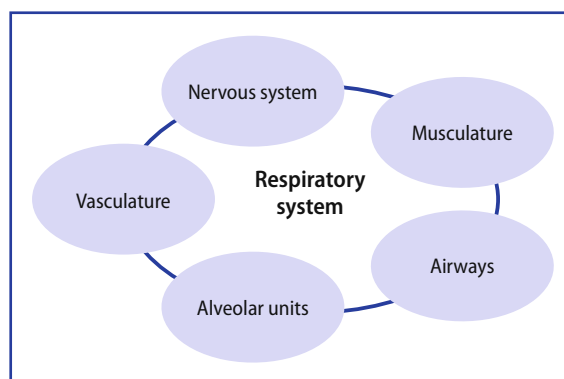 Nervous system
Musculature
Respiratory
system
Vasculature
Airways
Alveolar units